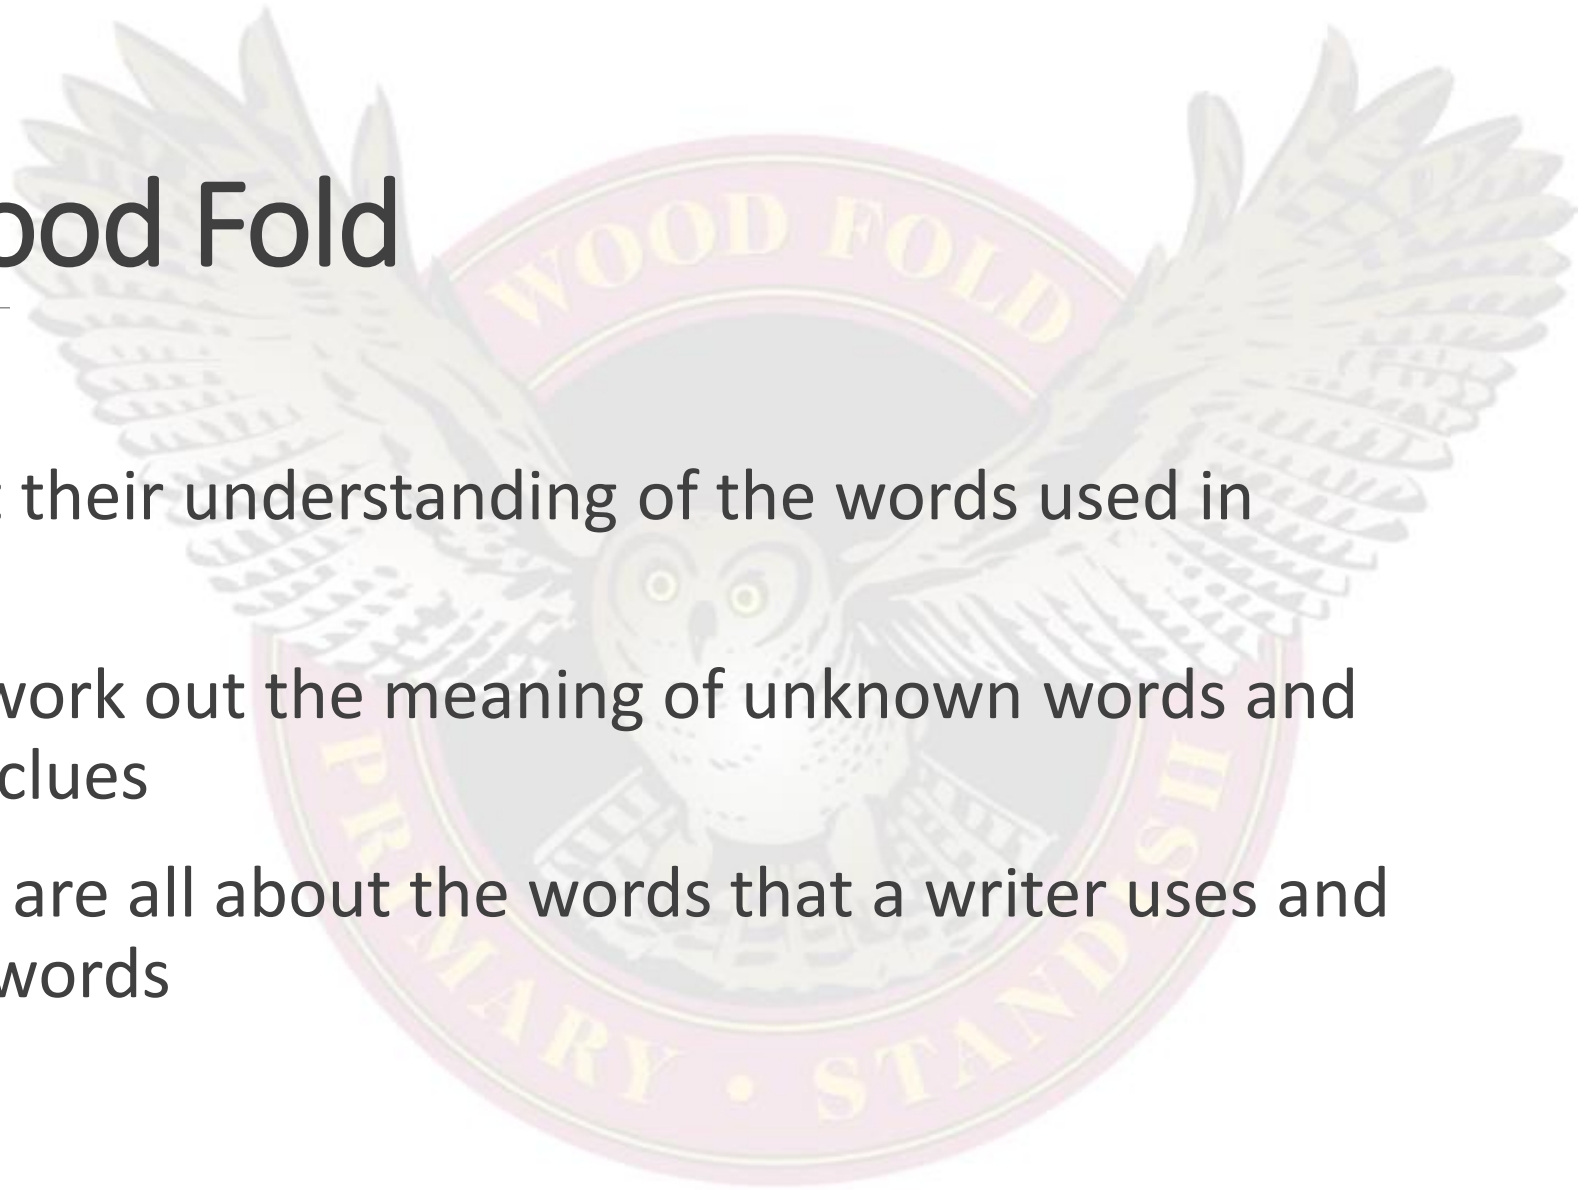 ood Fold
WOOD FOLD
their understanding of the words used in
work out the meaning of unknown words and
clues
are all about the words that a writer uses and
words
PRIMARY • STANDISH